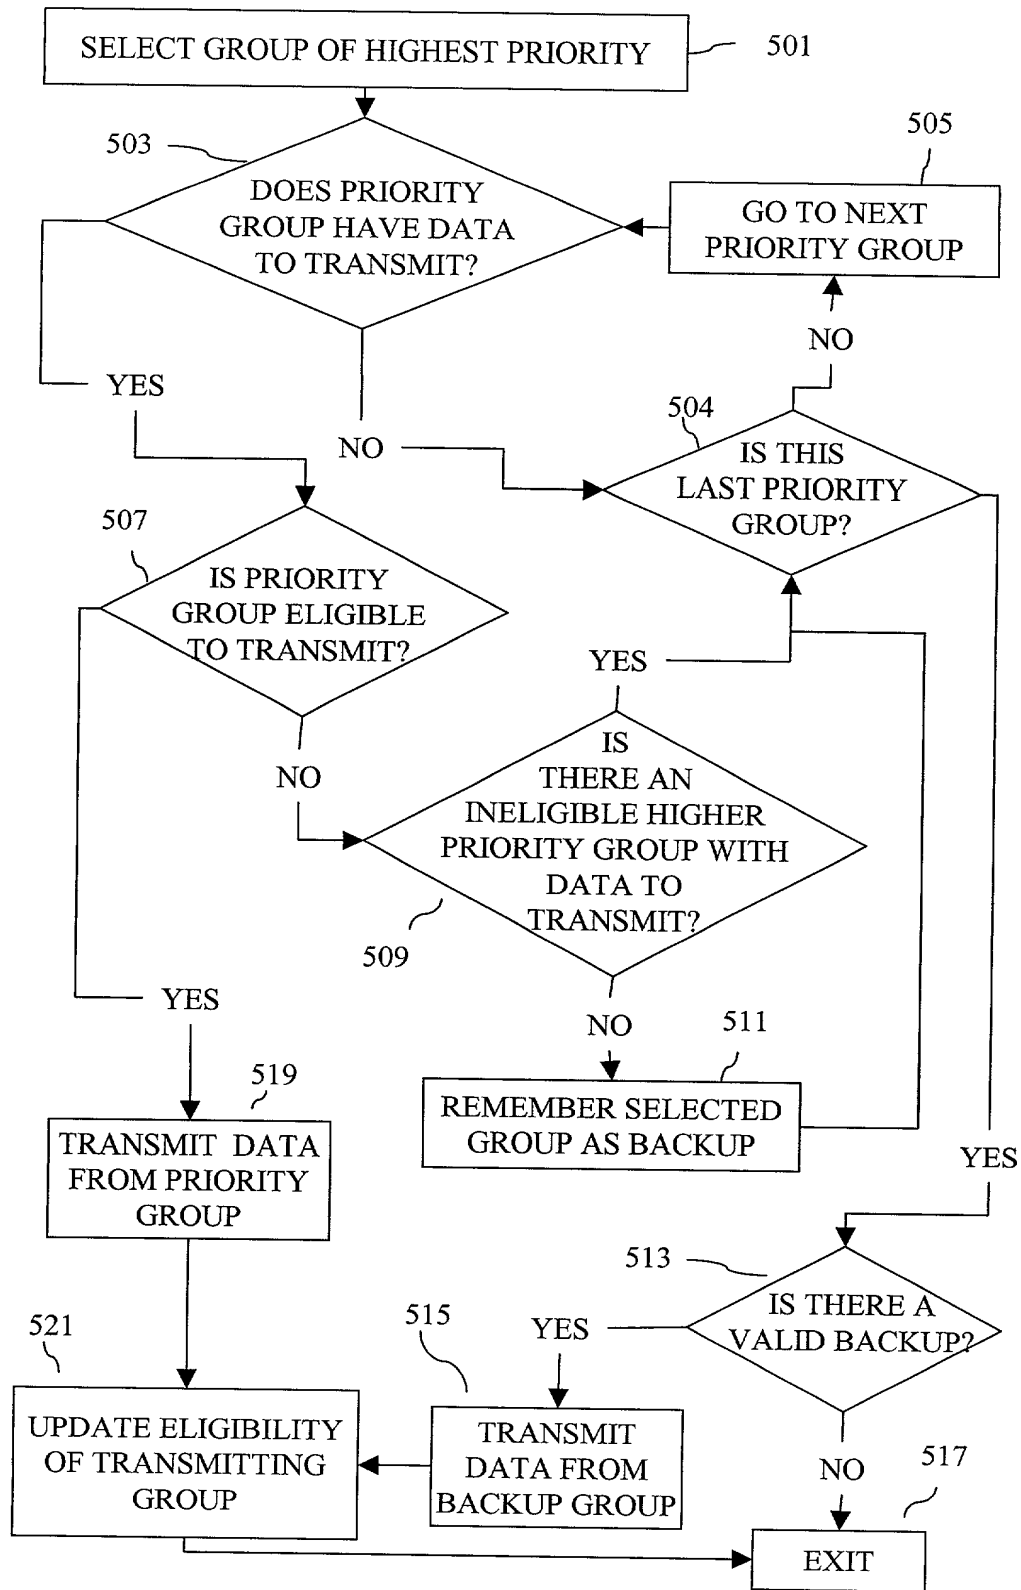 SELECT GROUP OF HIGHEST PRIORITY
501
503
DOES PRIORITY
GROUP HAVE DATA
TO TRANSMIT?
505
GO TO NEXT
PRIORITY GROUP
NO
YES
NO
504
IS THIS
LAST PRIORITY
GROUP?
507
IS PRIORITY
GROUP ELIGIBLE
TO TRANSMIT?
YES
NO
IS
THERE AN
INELIGIBLE HIGHER
PRIORITY GROUP WITH
DATA TO
TRANSMIT?
509
YES
NO
511
REMEMBER SELECTED
GROUP AS BACKUP
519
TRANSMIT DATA
FROM PRIORITY
GROUP
YES
513
IS THERE A
VALID BACKUP?
YES
515
521
UPDATE ELIGIBILITY
OF TRANSMITTING
GROUP
TRANSMIT
DATA FROM
BACKUP GROUP
NO
517
EXIT